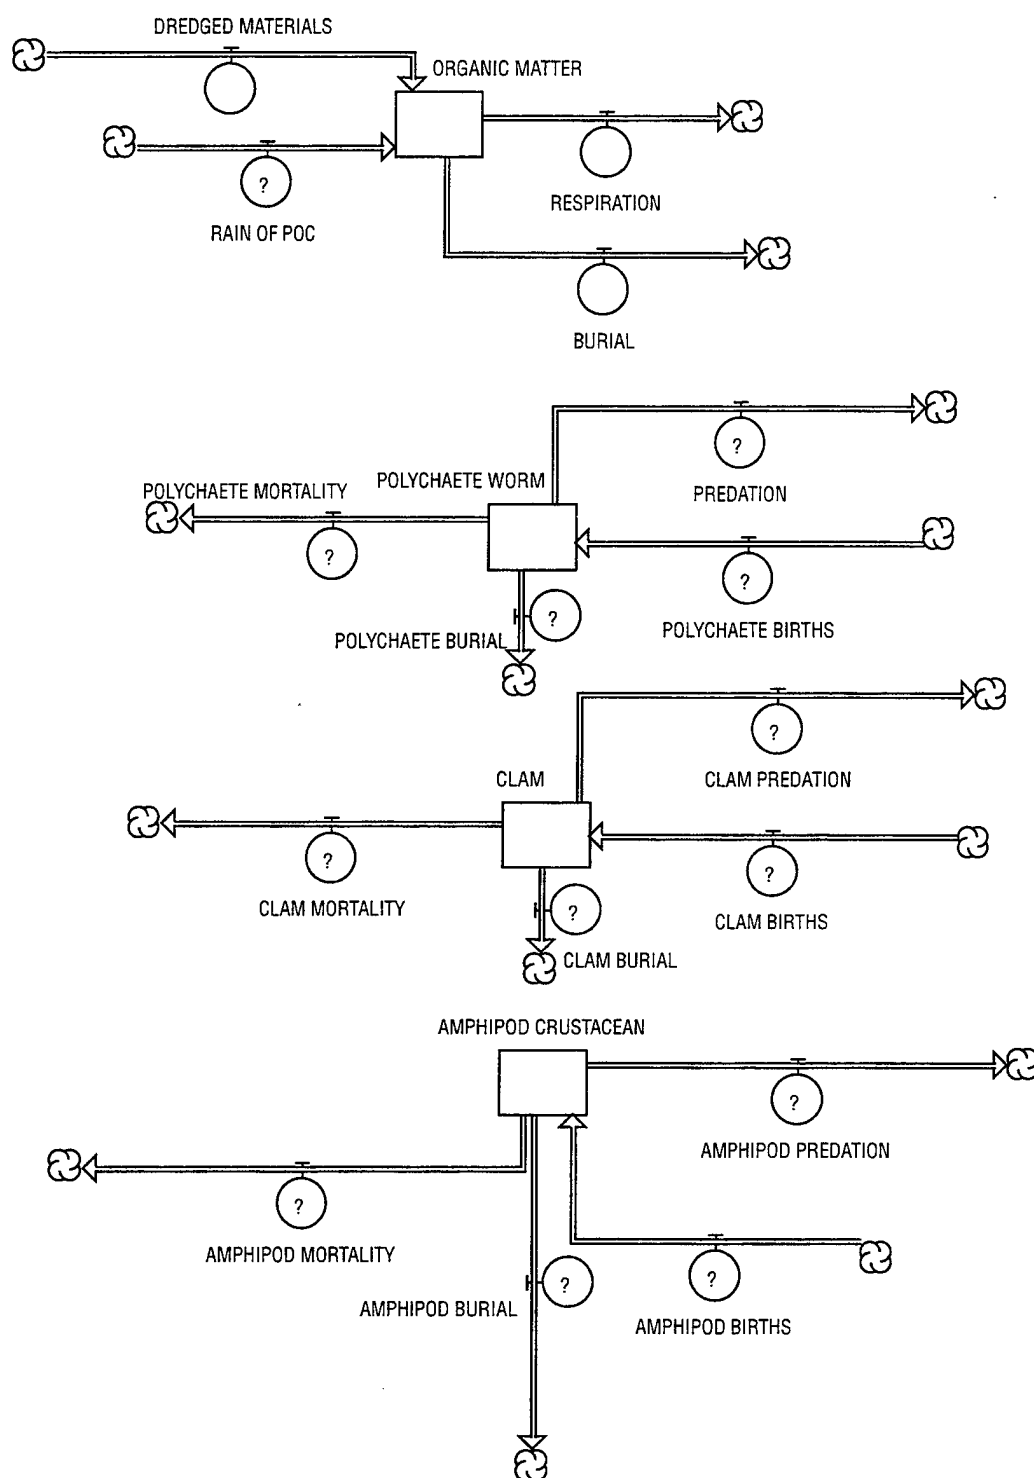 DREDGED MATERIALS
ORGANIC MATTER
?
RESPIRATION
RAIN OF POC
BURIAL
?
POLYCHAETE WORM
POLYCHAETE MORTALITY
PREDATION
?
?
?
POLYCHAETE BIRTHS
POLYCHAETE BURIAL
?
CLAM
CLAM PREDATION
?
?
CLAM MORTALITY
?
CLAM BIRTHS
CLAM BURIAL
AMPHIPOD CRUSTACEAN
?
AMPHIPOD PREDATION
?
AMPHIPOD MORTALITY
?
?
AMPHIPOD BURIAL
AMPHIPOD BIRTHS